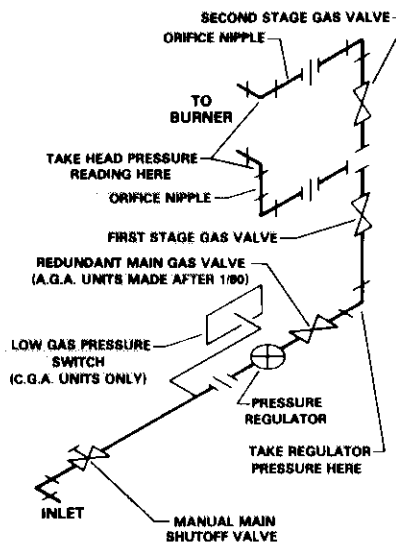 SECOND STAGE GAS VALVE
ORIFICE NIPPLE
TO
BURNER
TAKE HEAD PRESSURE
READING HERE
ORIFICE NIPPLE
FIRST STAGE GAS VALVE
REDUNDANT MAIN GAS VALVE
(A.G.A. UNITS MADE AFTER 1/80)
LOW GAS PRESSURE
SWITCH
(C.G.A. UNITS ONLY)
PRESSURE
REGULATOR
TAKE REGULATOR
PRESSURE HERE
INLET
MANUAL MAIN
SHUTOFF VALVE